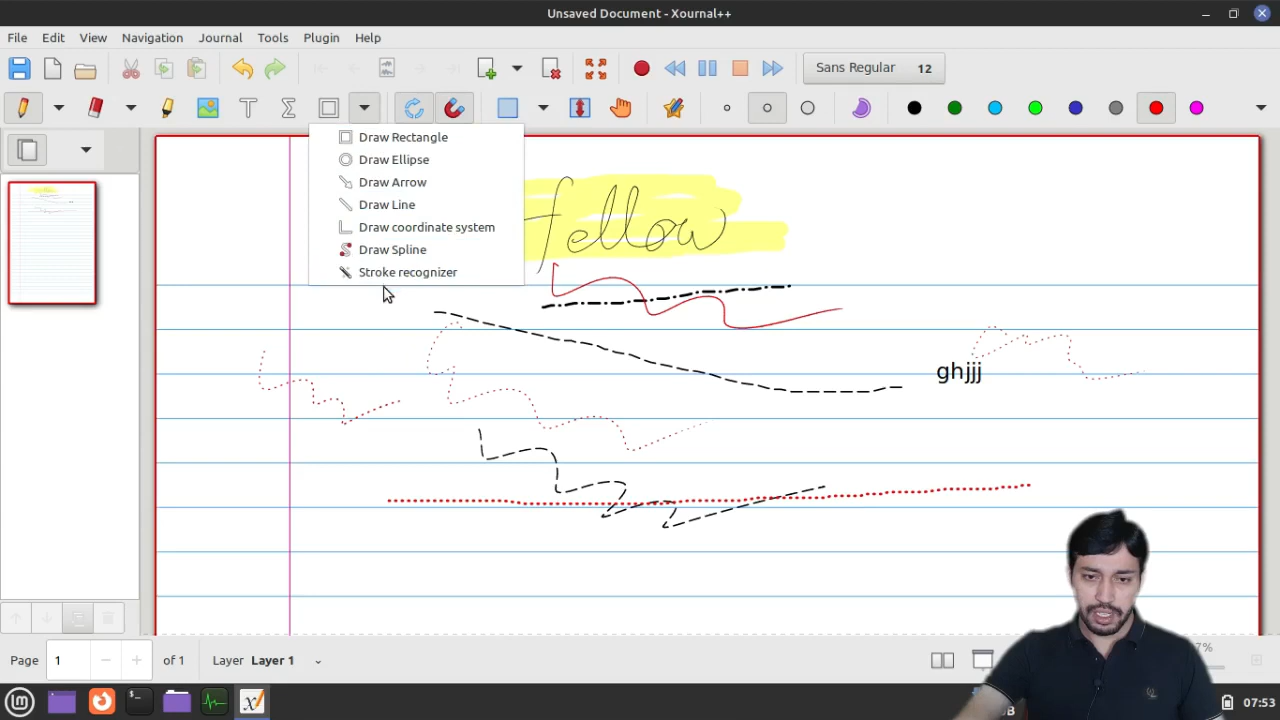 Unsaved Document - Xournal++
File Edit View Navigation Journal Tools Plugin Help
Sans Regular 12
Draw Rectangle
Draw Ellipse
Draw Arrow
Draw Line
Draw coordinate system
Draw Spline
Stroke recognizer
fellow
ghjjj
Page 1 of 1 Layer Layer 1
07:53